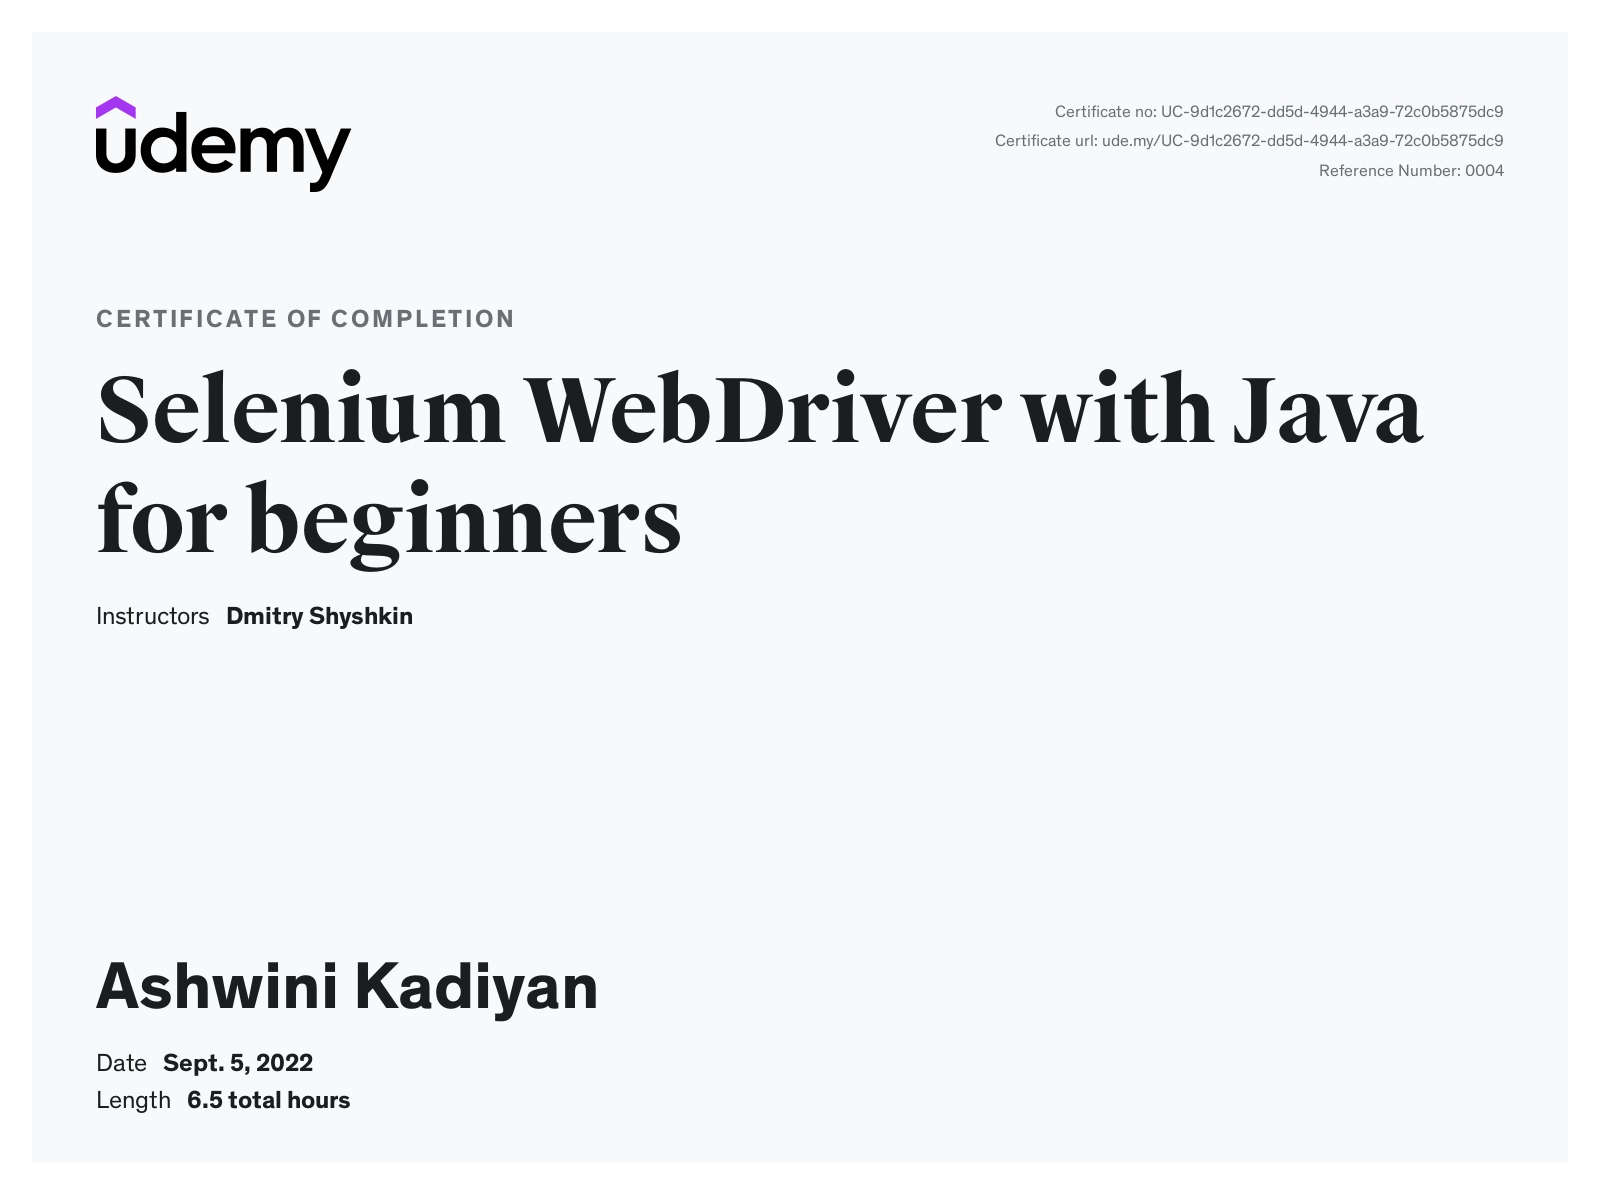 udemy
Certificate no: UC-9d1c2672-dd5d-4944-a3a9-72c0b5875dc9
Certificate url: ude.my/UC-9d1c2672-dd5d-4944-a3a9-72c0b5875dc9
Reference Number: 0004
CERTIFICATE OF COMPLETION
Selenium WebDriver with Java
for beginners
Instructors Dmitry Shyshkin
Ashwini Kadiyan
Date Sept. 5, 2022
Length 6.5 total hours